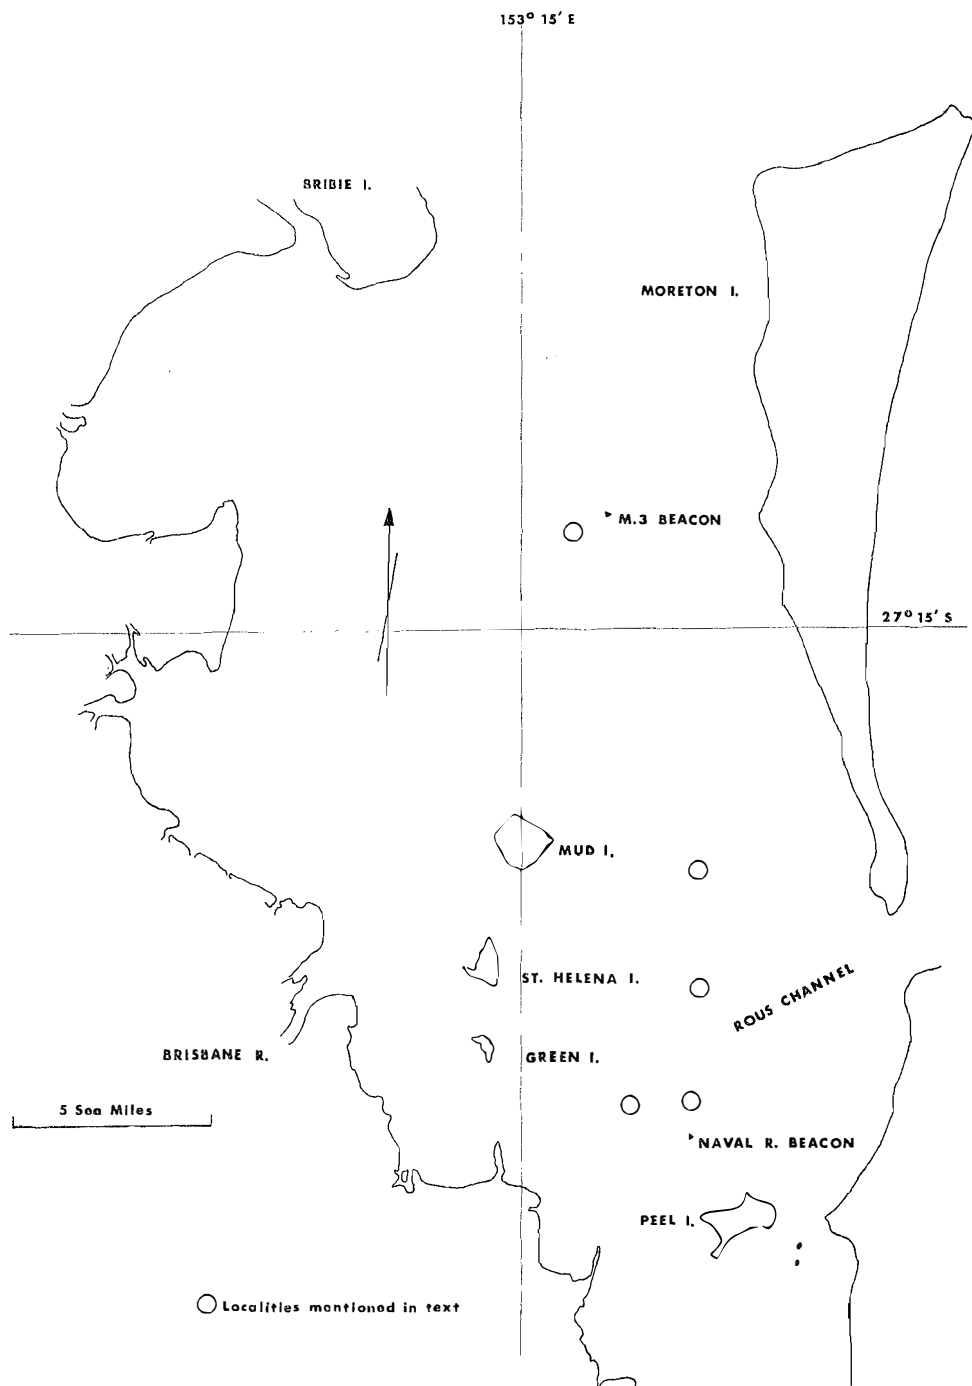 153° 15′ E
BRIBIE I.
MORETON I.
M.3 BEACON
27° 15′ S
MUD I.
ST. HELENA I.
ROUS CHANNEL
BRISBANE R.
GREEN I.
5 Sea Miles
NAVAL R. BEACON
PEEL I.
Localities mentioned in text